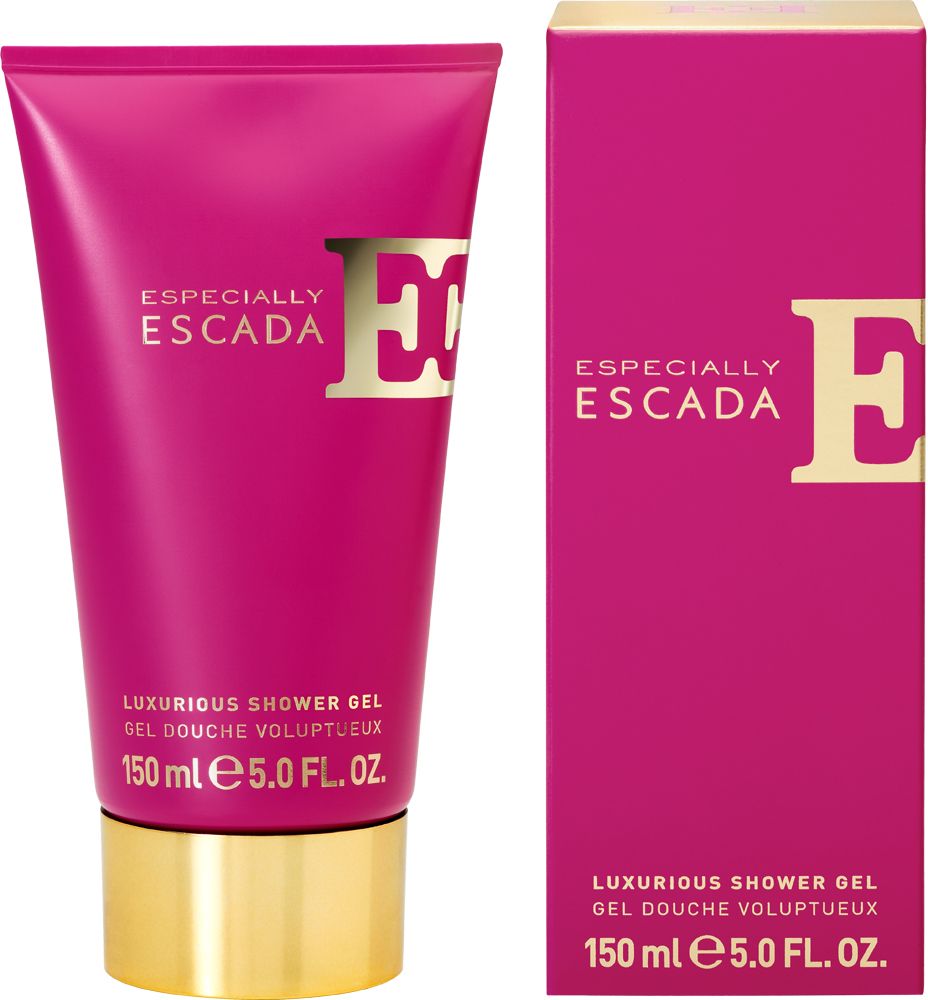 ESPECIALLY
ESCADA
E
LUXURIOUS SHOWER GEL
GEL DOUCHE VOLUPTUEUX
150 ml e 5.0 FL. OZ.
ESPECIALLY
ESCADA
E
LUXURIOUS SHOWER GEL
GEL DOUCHE VOLUPTUEUX
150 ml e 5.0 FL. OZ.